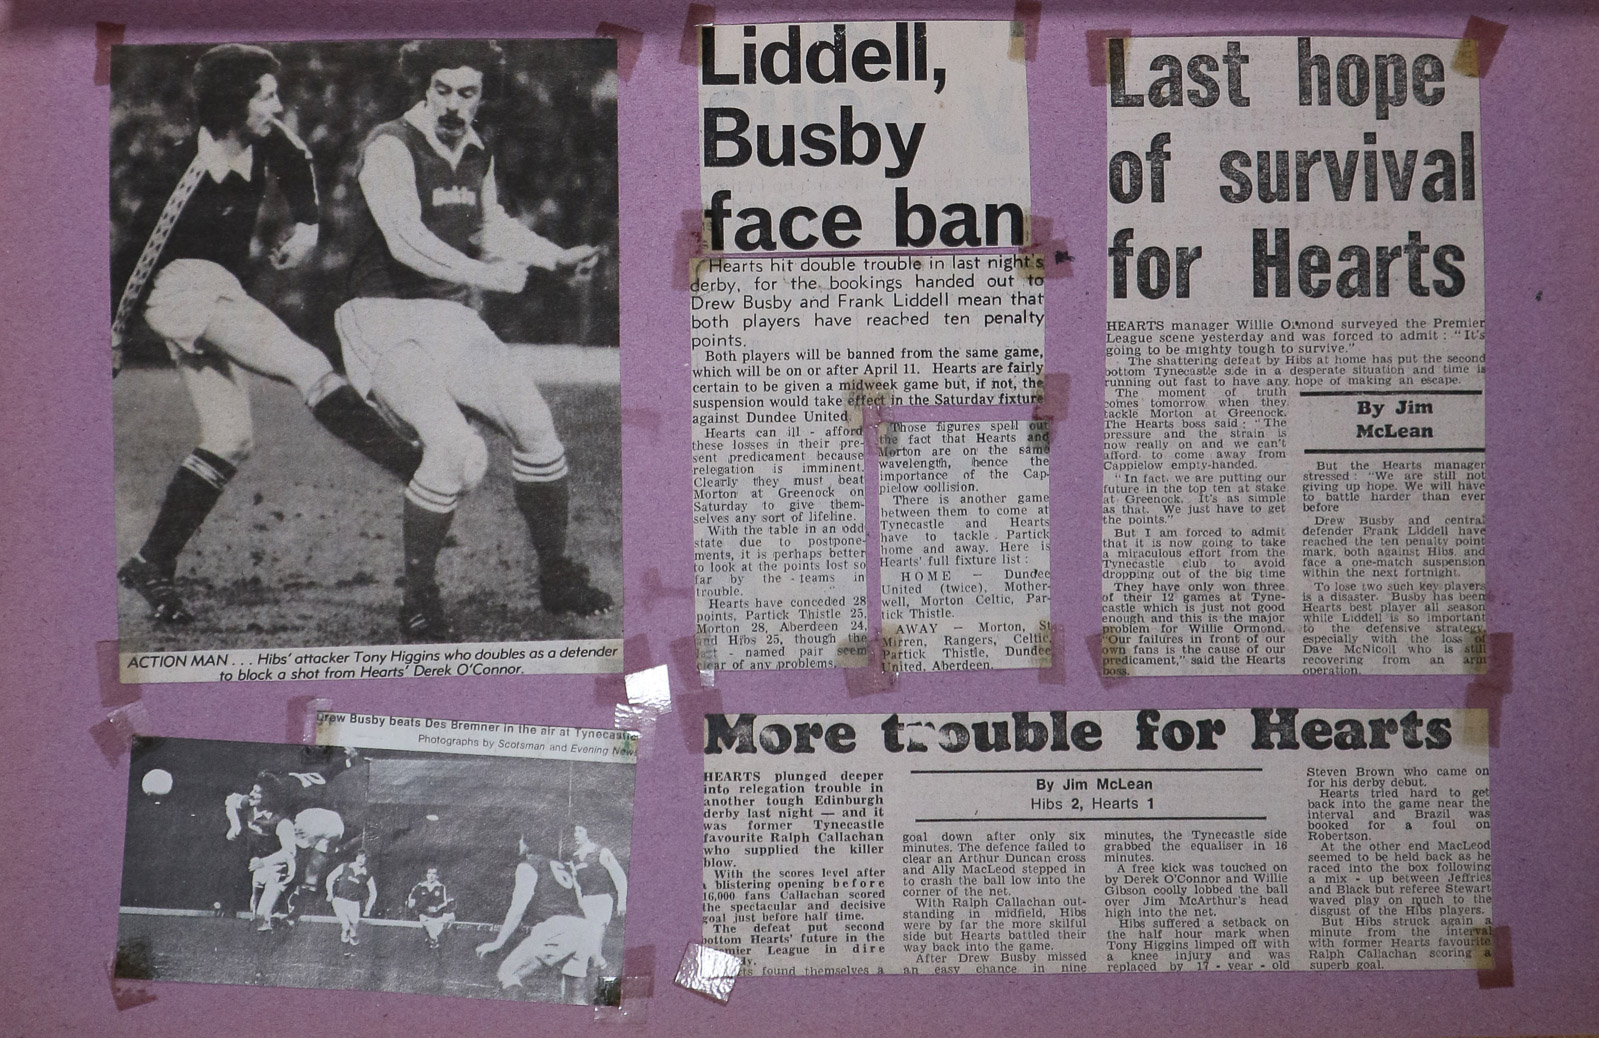 ACTION MAN . . . Hibs' attacker Tony Higgins who doubles as a defender
to block a shot from Hearts' Derek O'Connor.
Drew Busby beats Des Bremner in the air at Tynecastle
Photographs by Scotsman and Evening News
Liddell,
Busby
face ban
Hearts hit double trouble in last night's
derby, for the bookings handed out to
Drew Busby and Frank Liddell mean that
both players have reached ten penalty
points.
Both players will be banned from the same game,
which will be on or after April 11. Hearts are fairly
certain to be given a midweek game but, if not, the
suspension would take effect in the Saturday fixture
against Dundee United.
Hearts can ill - afford
these losses in their pre-
sent predicament because
relegation is imminent.
Clearly they must beat
Morton at Greenock on
Saturday to give them-
selves any sort of lifeline.
With the table in an odd
state due to postpone-
ments, it is perhaps better
to look at the points lost so
far by the teams in
trouble.
Hearts have conceded 28
points, Partick Thistle 25,
Morton 28, Aberdeen 24,
and Hibs 25, though the
last - named pair seem
clear of any problems.
Those figures spell out
the fact that Hearts and
Morton are on the same
wavelength, hence the
importance of the Cap-
pielow collision.
There is another game
between them to come at
Tynecastle and Hearts
have to tackle Partick
home and away. Here is
Hearts' full fixture list :
HOME — Dundee
United (twice), Mother-
well, Morton Celtic, Par-
tick Thistle.
AWAY — Morton, St
Mirren, Rangers, Celtic,
Partick Thistle, Dundee
United, Aberdeen.
Last hope
of survival
for Hearts
HEARTS manager Willie Ormond surveyed the Premier
League scene yesterday and was forced to admit : "It's
going to be mighty tough to survive."
The shattering defeat by Hibs at home has put the second
bottom Tynecastle side in a desperate situation and time is
running out fast to have any hope of making an escape.
The moment of truth
comes tomorrow when they
tackle Morton at Greenock.
The Hearts boss said : "The
pressure and the strain is
now really on and we can't
afford to come away from
Cappielow empty-handed.
"In fact, we are putting our
future in the top ten at stake
at Greenock. It's as simple
as that. We just have to get
the points."
But I am forced to admit
that it is now going to take
a miraculous effort from the
Tynecastle club to avoid
dropping out of the big time
They have only won three
of their 12 games at Tyne-
castle which is just not good
enough and this is the major
problem for Willie Ormond.
"Our failures in front of our
own fans is the cause of our
predicament," said the Hearts
boss.
By Jim
McLean
But the Hearts manager
stressed : "We are still not
giving up hope. We will have
to battle harder than ever
before
Drew Busby and central
defender Frank Liddell have
reached the ten penalty point
mark, both against Hibs, and
face a one-match suspension
within the next fortnight.
To lose two such key players
is a disaster. Busby has been
Hearts best player all season
while Liddell is so important
to the defensive strategy,
especially with the loss of
Dave McNicoll who is still
recovering from an arm
operation.
More trouble for Hearts
HEARTS plunged deeper
into relegation trouble in
another tough Edinburgh
derby last night — and it
was former Tynecastle
favourite Ralph Callachan
who supplied the killer
blow.
With the scores level after
a blistering opening before
16,000 fans Callachan scored
the spectacular and decisive
goal just before half time.
The defeat put second
bottom Hearts' future in the
Premier League in dire
found themselves a
By Jim McLean
Hibs 2, Hearts 1
goal down after only six
minutes. The defence failed to
clear an Arthur Duncan cross
and Ally MacLeod stepped in
to crash the ball low into the
corner of the net.
With Ralph Callachan out-
standing in midfield, Hibs
were by far the more skilful
side but Hearts battled their
way back into the game.
After Drew Busby missed
an easy chance in nine
minutes, the Tynecastle side
grabbed the equaliser in 16
minutes.
A free kick was touched on
by Derek O'Connor and Willie
Gibson coolly lobbed the ball
over Jim McArthur's head
high into the net.
Hibs suffered a setback on
the half hour mark when
Tony Higgins limped off with
a knee injury and was
replaced by 17 - year - old
Steven Brown who came on
for his derby debut.
Hearts tried hard to get
back into the game near the
interval and Brazil was
booked for a foul on
Robertson.
At the other end MacLeod
seemed to be held back as he
raced into the box following
a mix - up between Jeffries
and Black but referee Stewart
waved play on much to the
disgust of the Hibs players.
But Hibs struck again a
minute from the interval
with former Hearts favourite
Ralph Callachan scoring a
superb goal.